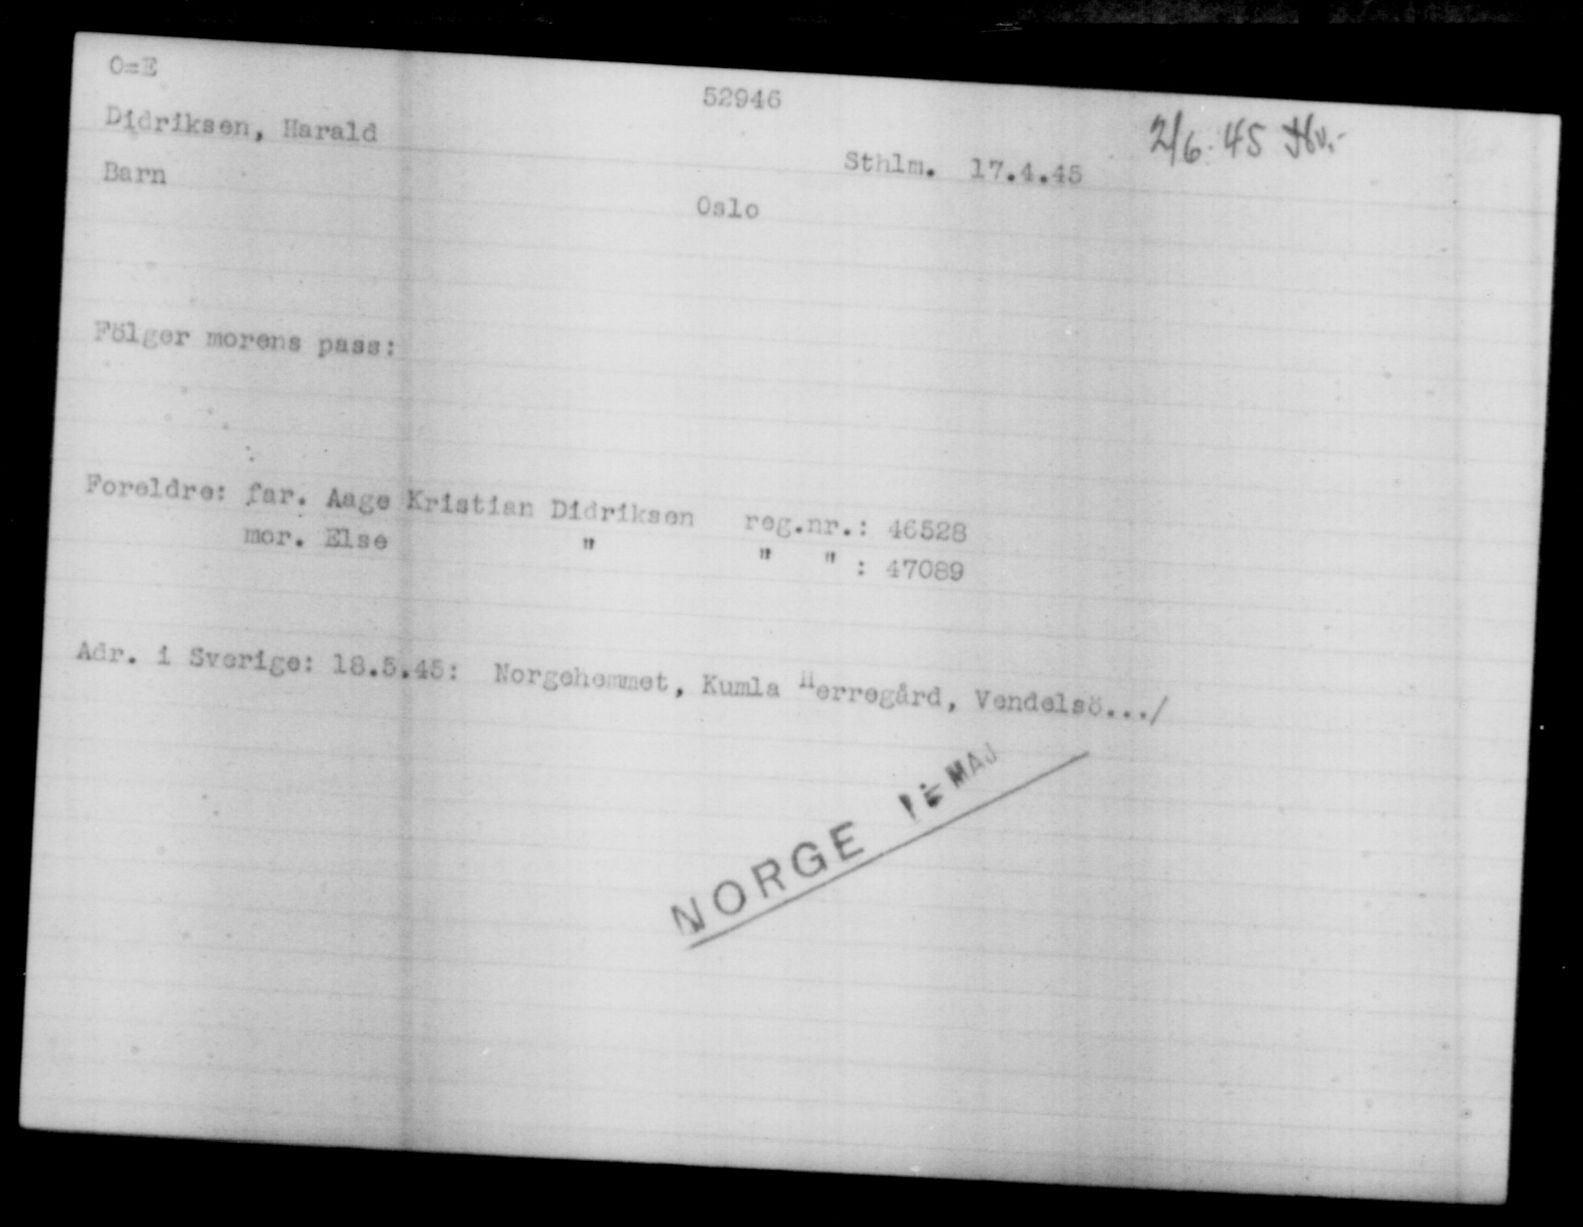 O=E
52946
Didriksen, Harald
2/6.45
Sthlm. 17.4.45
Barn
Oslo
Fölger morens pass:
Foreldre: far. Aage Kristian Didriksen reg.nr.: 46528
mor. Else " " " : 47089
Adr. i Sverige: 18.5.45: Norgehemmet, Kumla Herregård, Vendelsö.../
NORGE MAJ